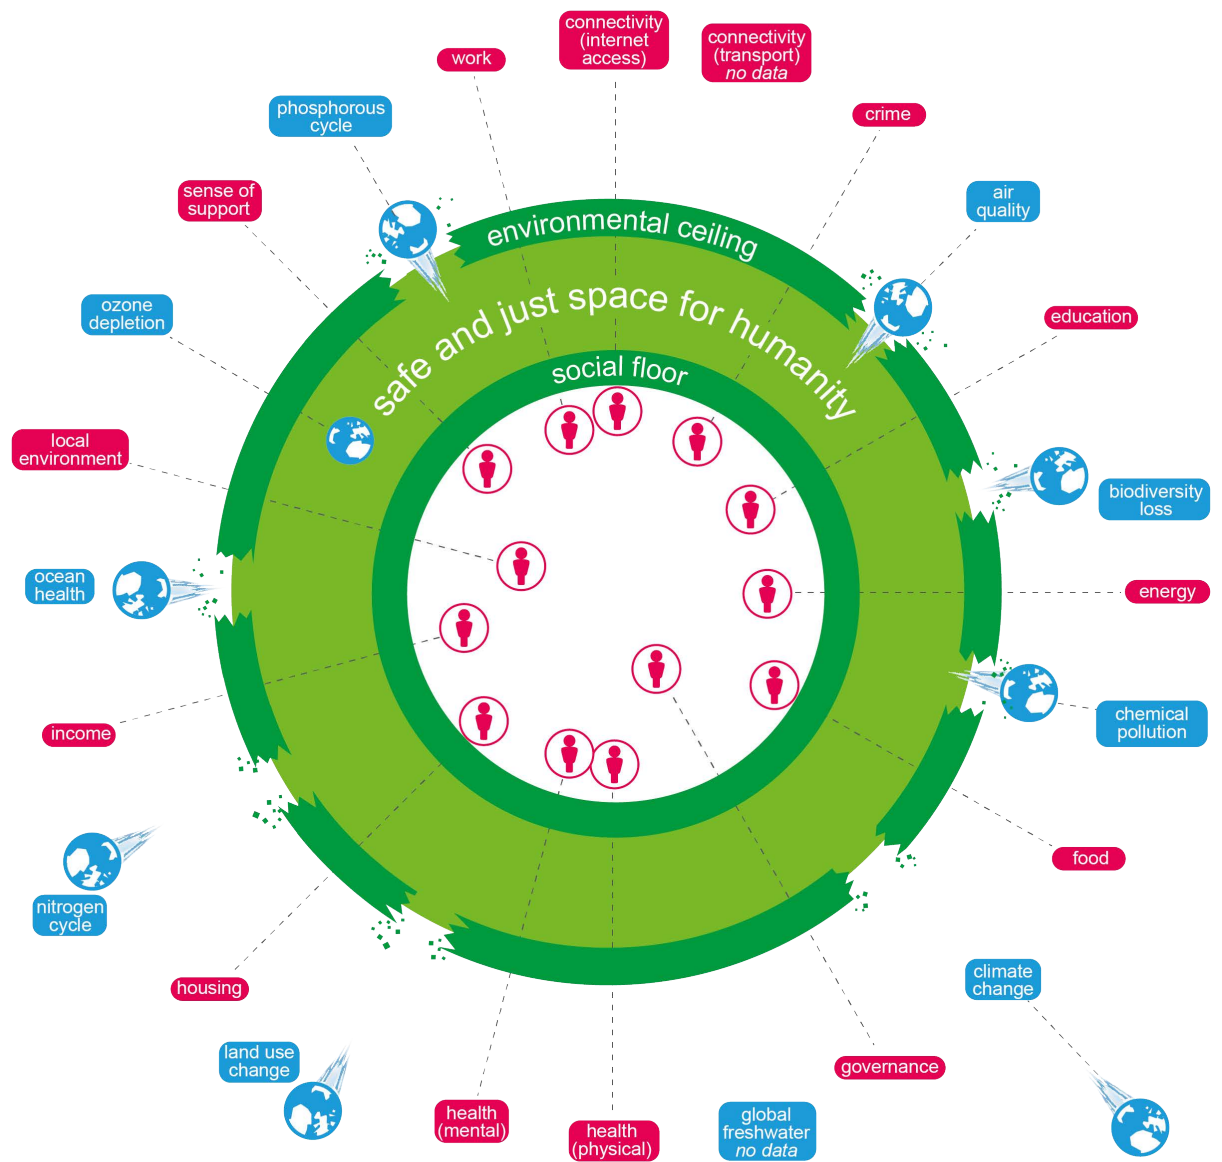 connectivity
(internet
access)
connectivity
(transport)
no data
work
crime
phosphorous
cycle
air
quality
sense of
support
environmental ceiling
safe and just space for humanity
social floor
ozone
depletion
education
local
environment
biodiversity
loss
ocean
health
energy
income
chemical
pollution
food
nitrogen
cycle
housing
climate
change
land use
change
governance
health
(mental)
health
(physical)
global
freshwater
no data